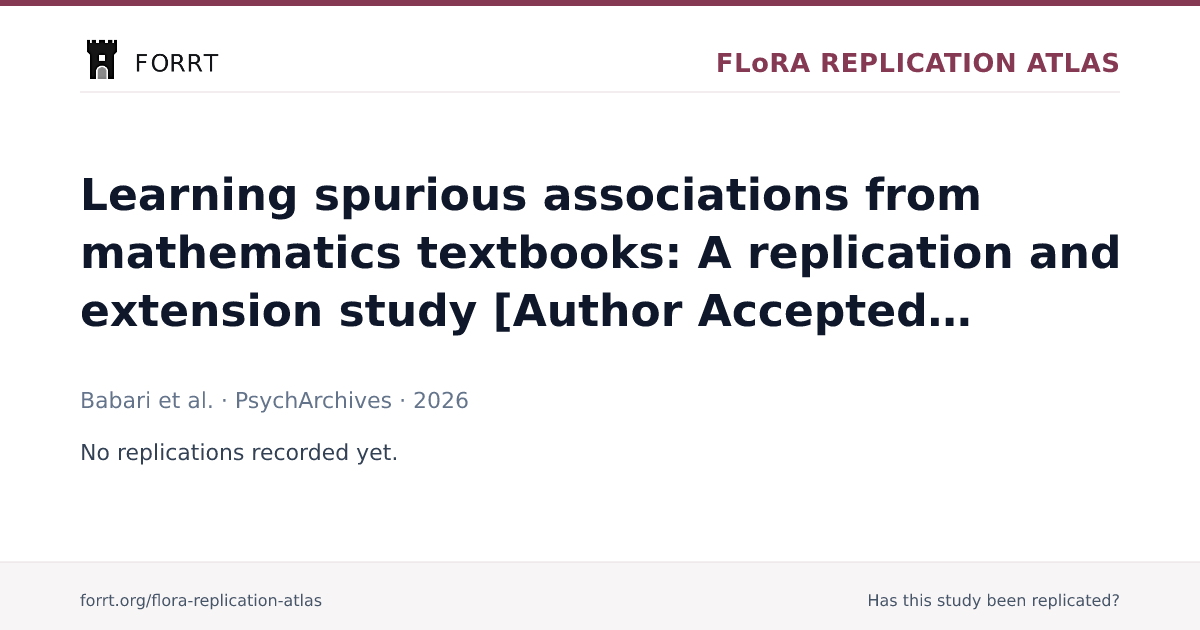 FORRT
FLoRA REPLICATION ATLAS
Learning spurious associations from
mathematics textbooks: A replication and
extension study [Author Accepted…
Babari et al. · PsychArchives · 2026
No replications recorded yet.
forrt.org/flora-replication-atlas
Has this study been replicated?